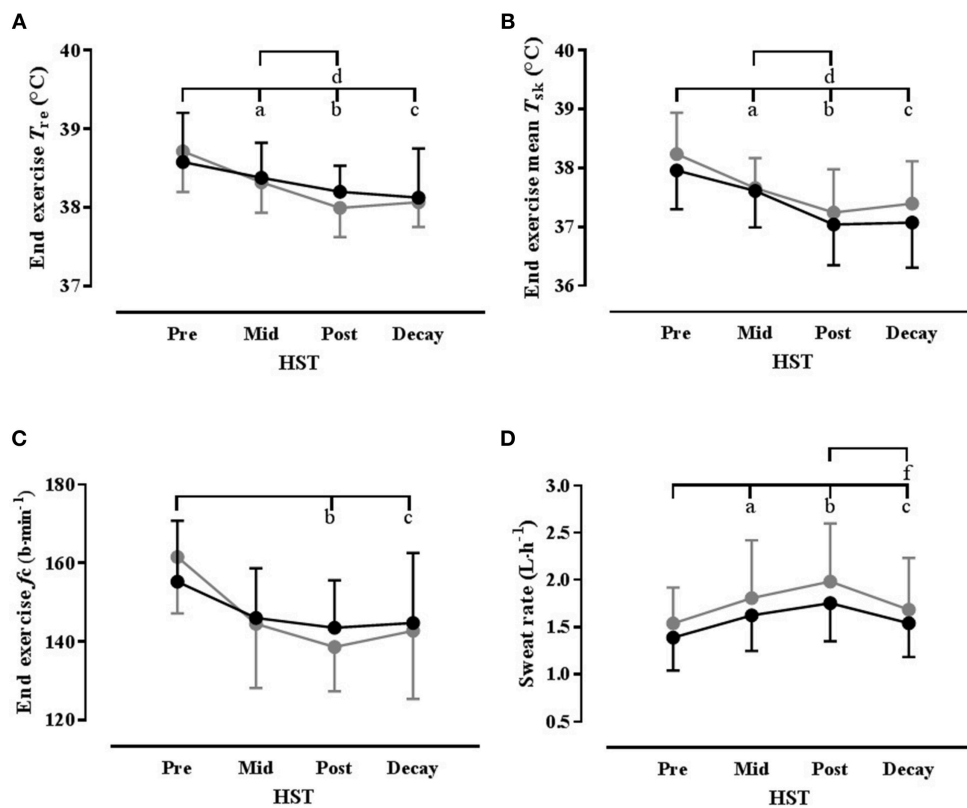 A
End exercise Tre (°C)
40
39
38
37
d
a b c
Pre Mid Post Decay
HST
B
End exercise mean Tsk (°C)
40
39
38
37
36
d
a b c
Pre Mid Post Decay
HST
C
End exercise fc (b·min-1)
180
160
140
120
b c
Pre Mid Post Decay
HST
D
Sweat rate (L·h-1)
3.0
2.5
2.0
1.5
1.0
0.5
f
a b c
Pre Mid Post Decay
HST